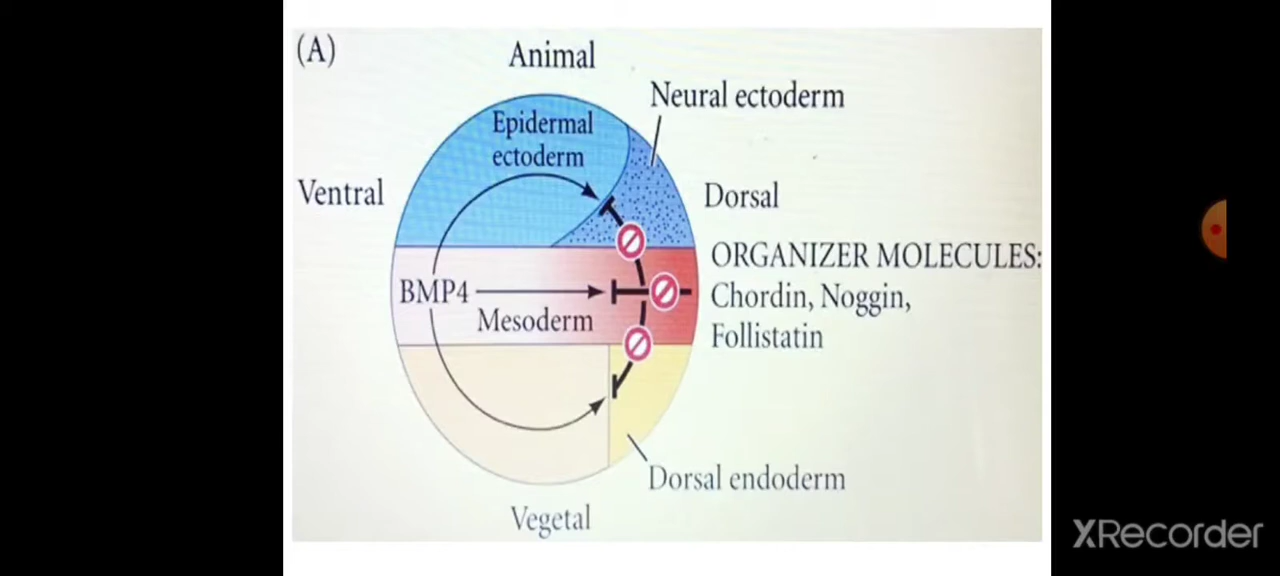 (A)
Animal
Neural ectoderm
Epidermal
ectoderm
Ventral
Dorsal
ORGANIZER MOLECULES:
BMP4
Chordin, Noggin,
Mesoderm
Follistatin
Dorsal endoderm
Vegetal
XRecorder